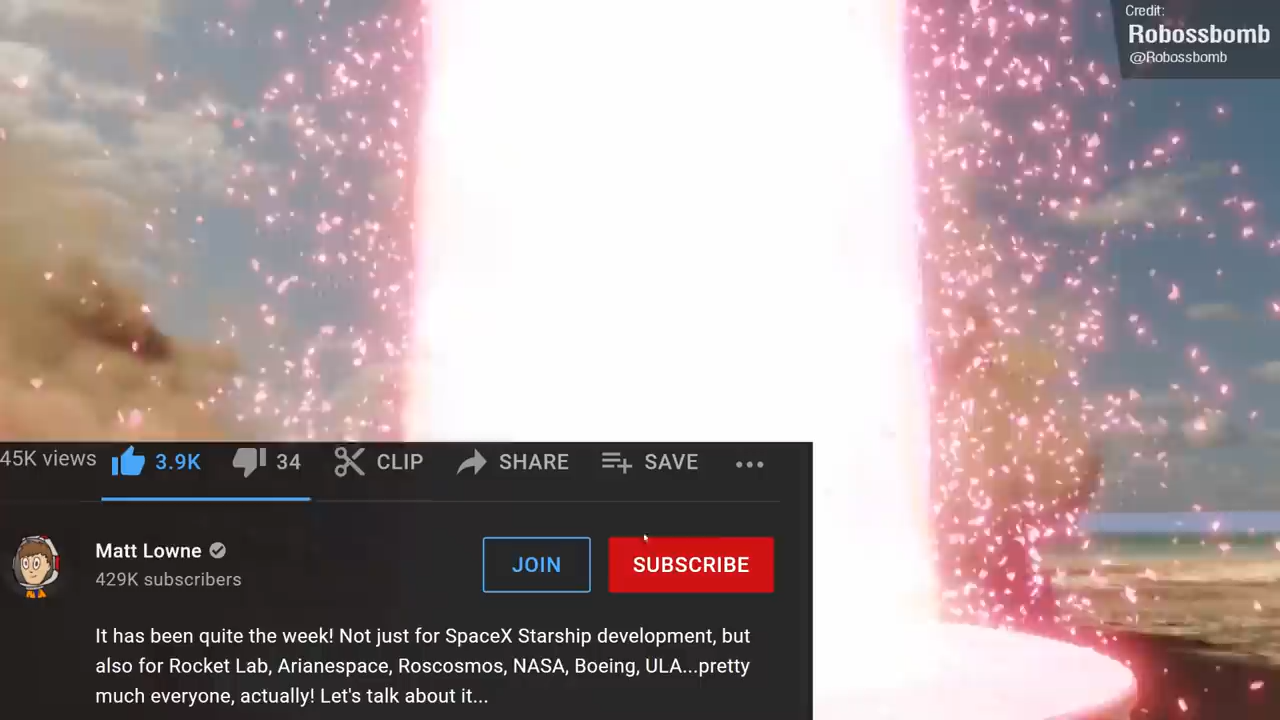 Credit:
Robossbomb
@Robossbomb
45K views 3.9K 34 CLIP SHARE SAVE
Matt Lowne
429K subscribers
JOIN SUBSCRIBE
It has been quite the week! Not just for SpaceX Starship development, but
also for Rocket Lab, Arianespace, Roscosmos, NASA, Boeing, ULA...pretty
much everyone, actually! Let's talk about it...